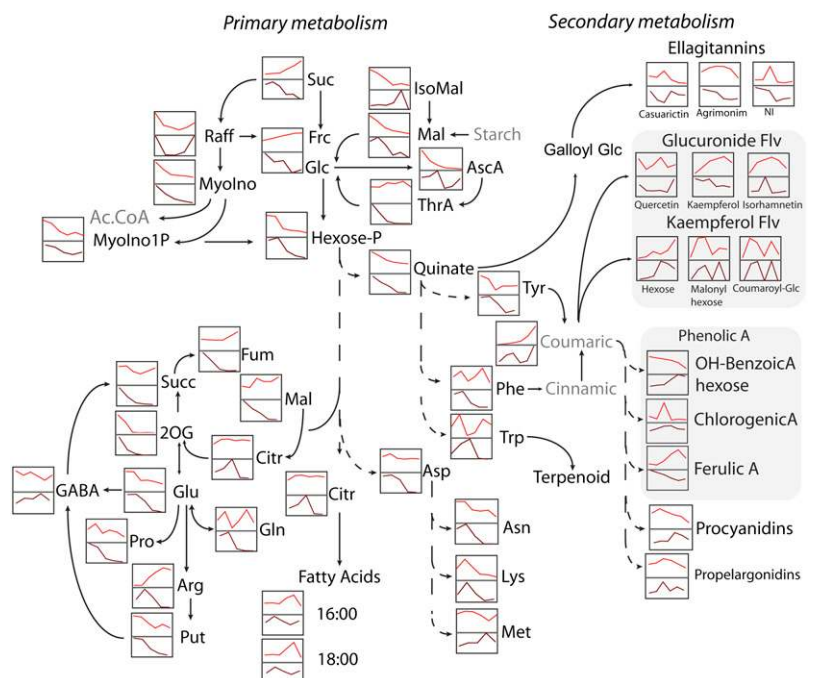 Primary metabolism
Secondary metabolism
Ellagitannins
Suc
IsoMal
Casuarictin
Agrimonim
NI
Raff
Frc
Mal
Starch
Glc
AscA
Galloyl Glc
Glucuronide Flv
MyoIno
ThrA
Quercetin
Kaempferol
Isorhamnetin
Ac.CoA
MyoIno1P
Hexose-P
Kaempferol Flv
Quinate
Tyr
Hexose
Malonyl
hexose
Coumaroyl-Glc
Fum
Coumaric
Phenolic A
Succ
Mal
Phe
Cinnamic
OH-BenzoicA
hexose
2OG
Citr
Trp
ChlorogenicA
GABA
Glu
Citr
Asp
Terpenoid
Ferulic A
Pro
Gln
Asn
Procyanidins
Arg
Fatty Acids
Lys
Propelargonidins
16:00
Put
Met
18:00